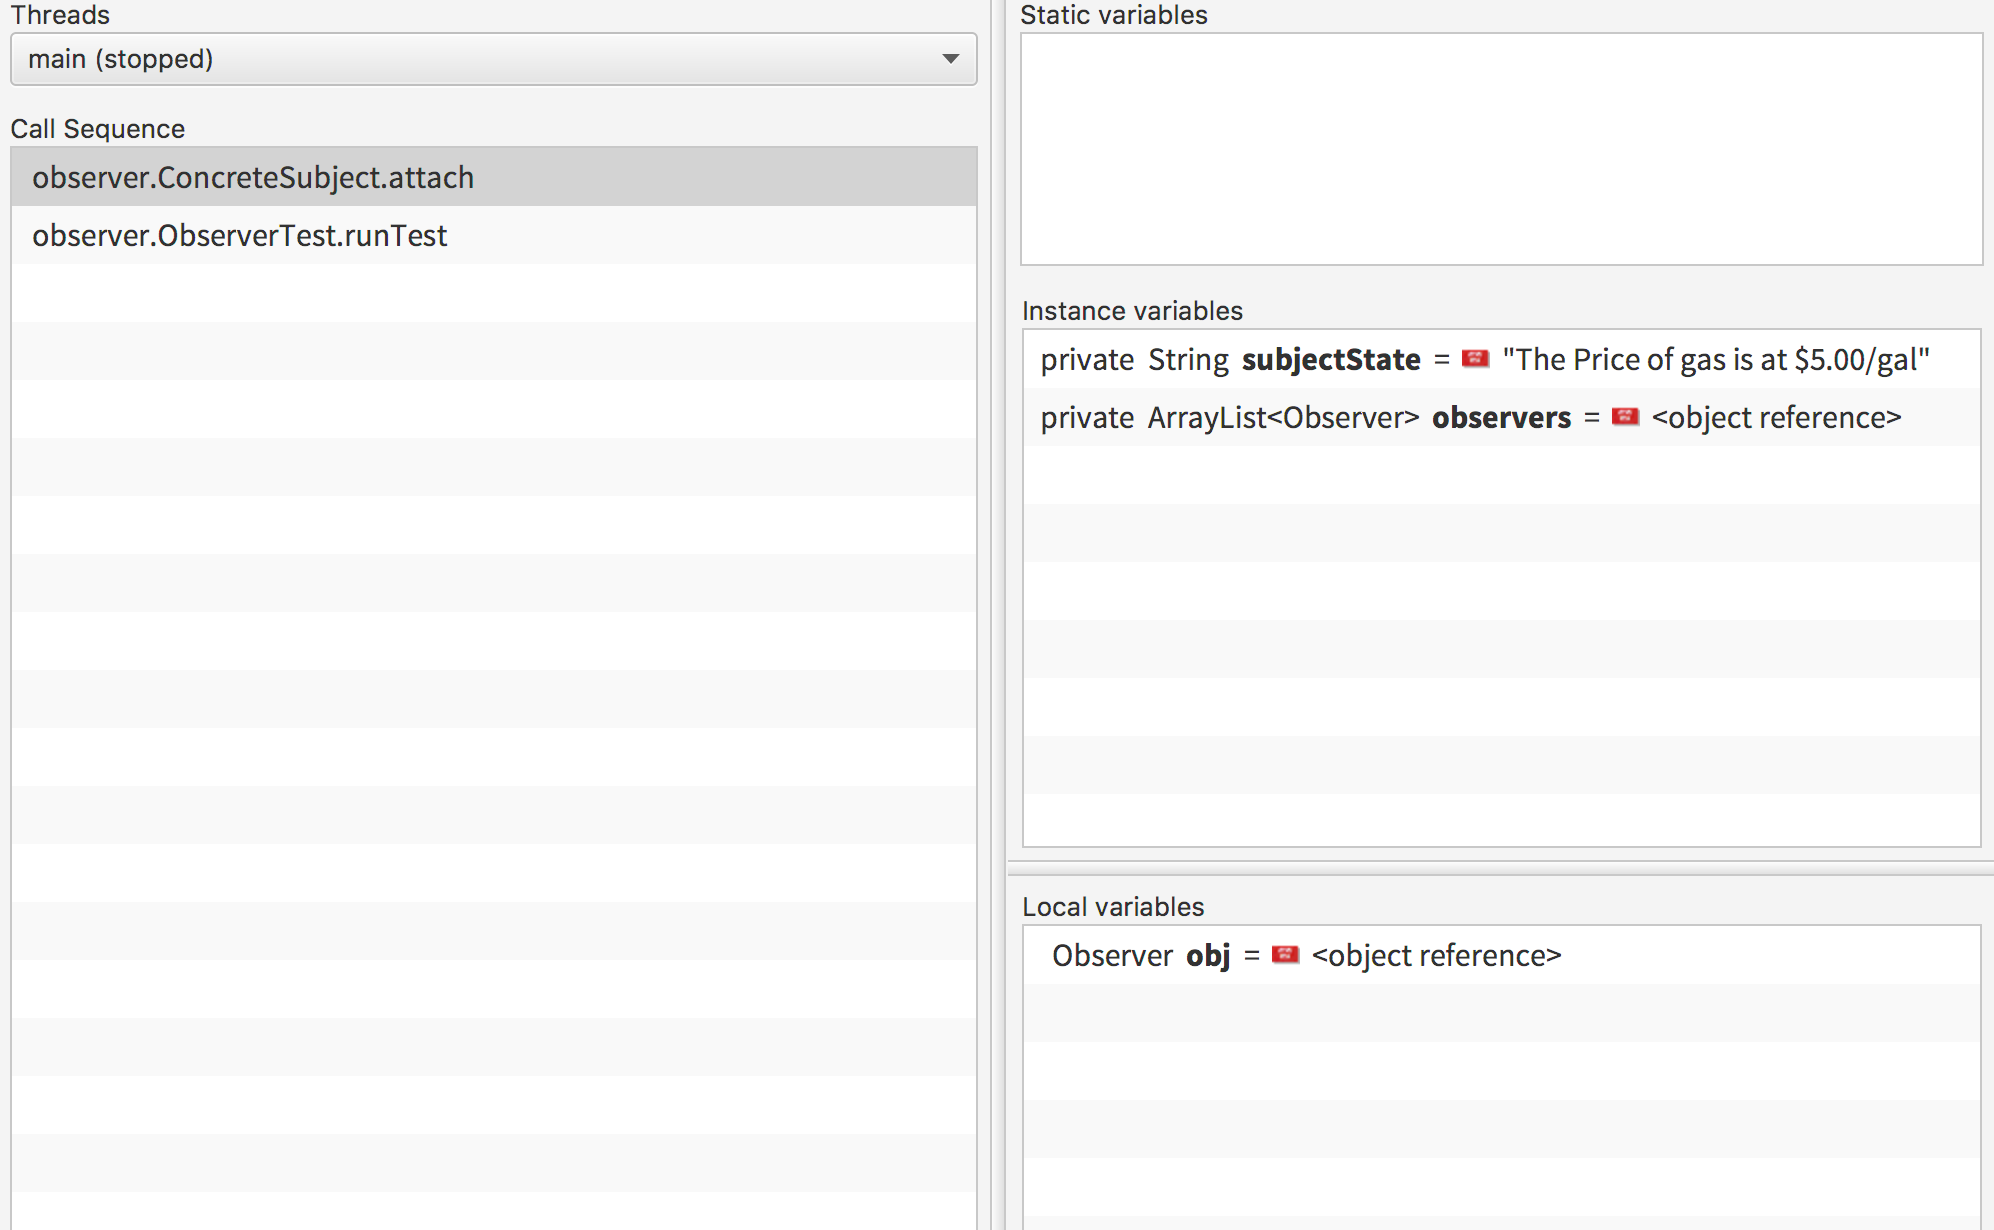 Threads
main (stopped)
Call Sequence
observer.ConcreteSubject.attach
observer.ObserverTest.runTest
Static variables
Instance variables
private String subjectState = "The Price of gas is at $5.00/gal"
private ArrayList<Observer> observers = <object reference>
Local variables
Observer obj = <object reference>